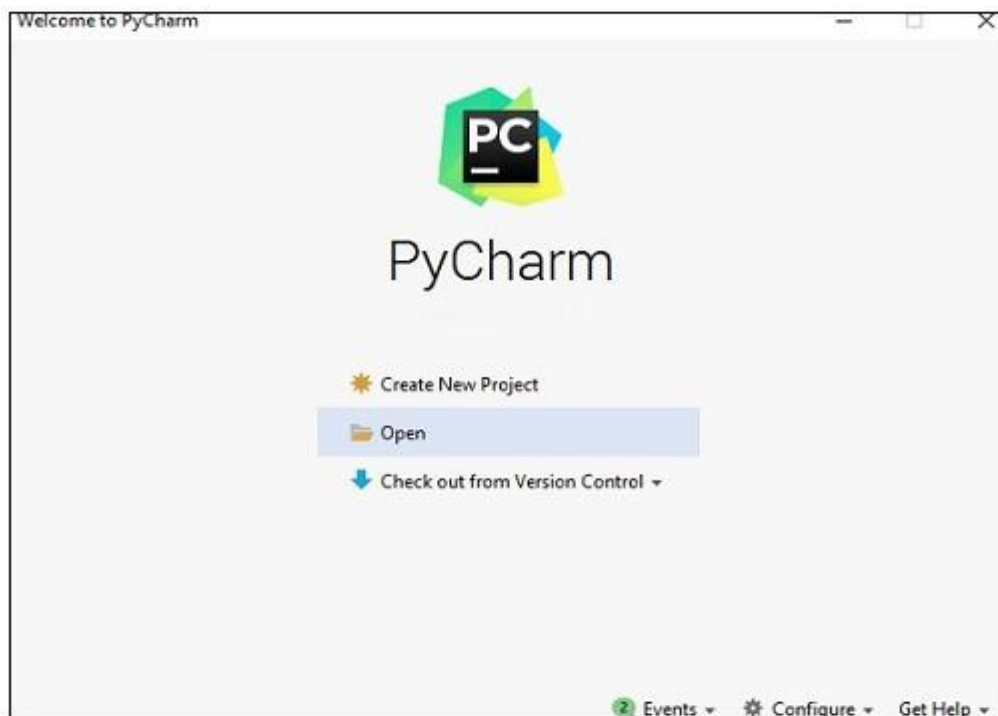 Welcome to PyCharm
PC
PyCharm
Create New Project
Open
Check out from Version Control
2 Events
Configure
Get Help